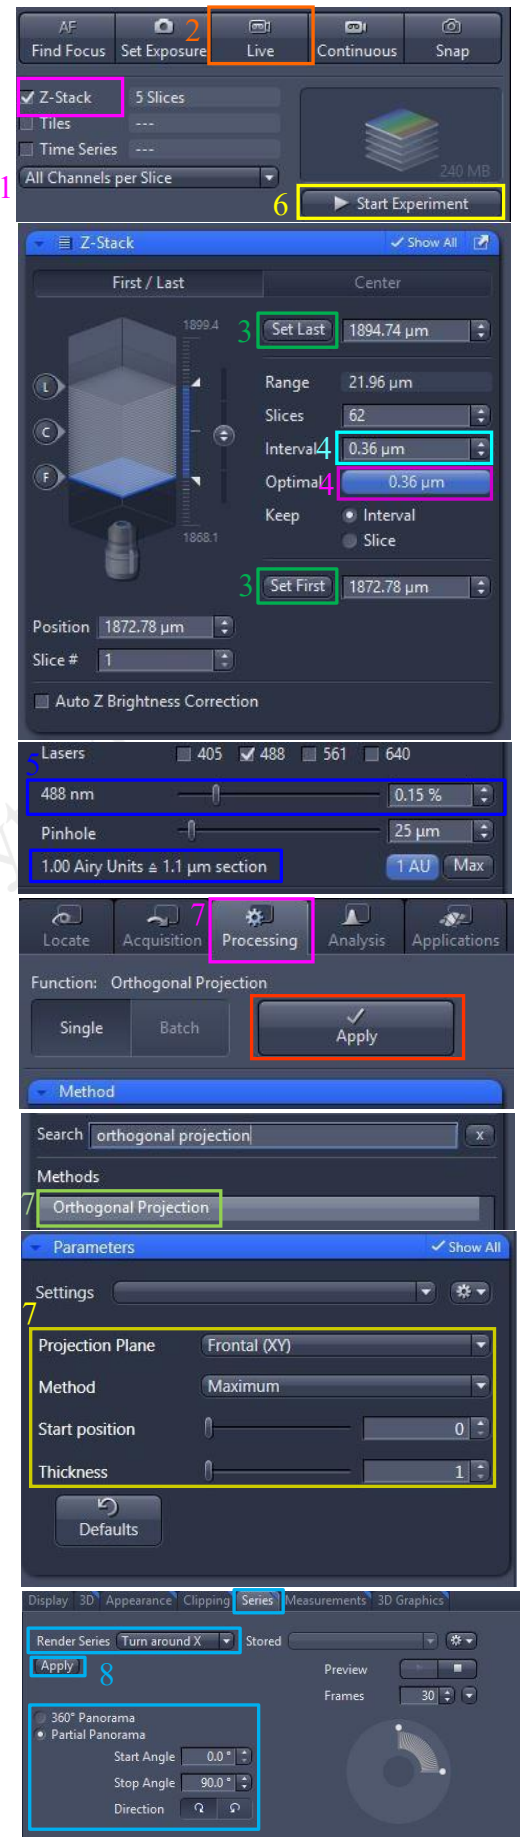 AF
Find Focus
2
Set Exposure
Live
Continuous
Snap
Z-Stack 5 Slices
Tiles ---
Time Series ---
1 All Channels per Slice
240 MB
6 Start Experiment
Z-Stack Show All
First / Last Center
1899.4
3 Set Last 1894.74 µm
L
Range 21.96 µm
Slices 62
C
Interval 4 0.36 µm
F
Optimal 4 0.36 µm
Keep Interval
1868.1
Slice
3 Set First 1872.78 µm
Position 1872.78 µm
Slice # 1
Auto Z Brightness Correction
Lasers 405 488 561 640
5
488 nm 0.15 %
Pinhole 25 µm
1.00 Airy Units ≙ 1.1 µm section 1 AU Max
7
Locate Acquisition Processing Analysis Applications
Function: Orthogonal Projection
Single Batch Apply
Method
Search orthogonal projection x
Methods
7 Orthogonal Projection
Parameters Show All
Settings
7
Projection Plane Frontal (XY)
Method Maximum
Start position 0
Thickness 1
Defaults
Display 3D Appearance Clipping Series Measurements 3D Graphics
Render Series Turn around X Stored
Apply 8 Preview
Frames 30
360° Panorama
Partial Panorama
Start Angle 0.0 °
Stop Angle 90.0 °
Direction